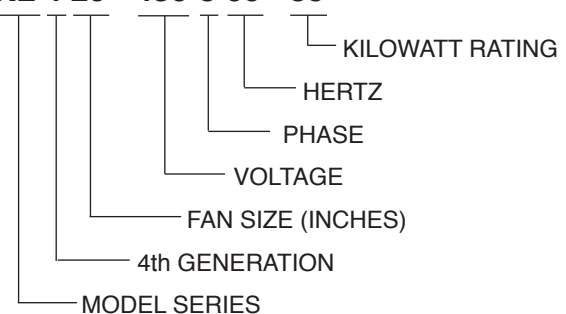 KILOWATT RATING
HERTZ
PHASE
VOLTAGE
FAN SIZE (INCHES)
4th GENERATION
MODEL SERIES